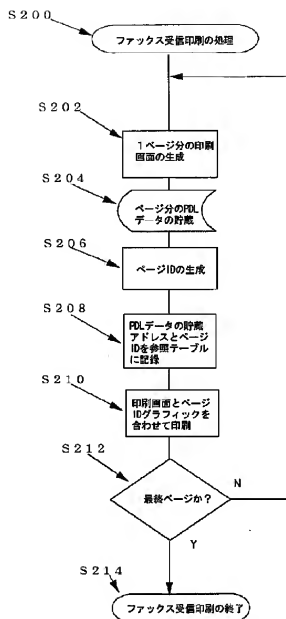 S200
ファックス受信印刷の処理
S202
1ページ分の印刷
画面の生成
S204
ページ分のPDL
データの貯蔵
S206
ページIDの生成
S208
PDLデータの貯蔵
アドレスとページ
IDを参照テーブル
に記録
S210
印刷画面とページ
IDグラフィックを
合わせて印刷
S212
最終ページか?
N
Y
S214
ファックス受信印刷の終了